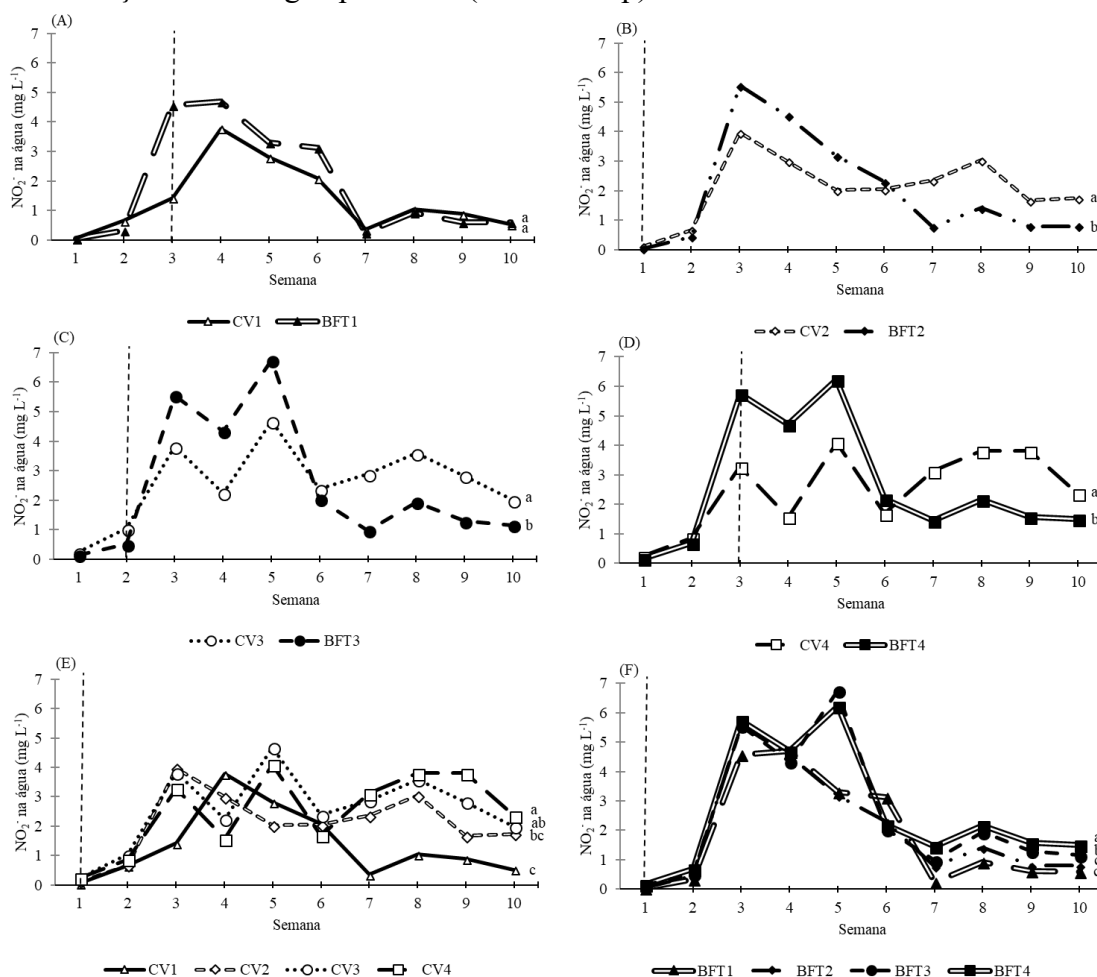 (A)
7
6
5
4
3
2
1
0
NO₂⁻ na água (mg L⁻¹)
1 2 3 4 5 6 7 8 9 10
Semana
a
a
CV1 BFT1
(B)
7
6
5
4
3
2
1
0
NO₂⁻ na água (mg L⁻¹)
1 2 3 4 5 6 7 8 9 10
Semana
a
b
CV2 BFT2
(C)
7
6
5
4
3
2
1
0
NO₂⁻ na água (mg L⁻¹)
1 2 3 4 5 6 7 8 9 10
Semana
a
b
CV3 BFT3
(D)
7
6
5
4
3
2
1
0
NO₂⁻ na água (mg L⁻¹)
1 2 3 4 5 6 7 8 9 10
Semana
a
b
CV4 BFT4
(E)
7
6
5
4
3
2
1
0
NO₂⁻ na água (mg L⁻¹)
1 2 3 4 5 6 7 8 9 10
Semana
a
ab
bc
c
CV1 CV2 CV3 CV4
(F)
7
6
5
4
3
2
1
0
NO₂⁻ na água (mg L⁻¹)
1 2 3 4 5 6 7 8 9 10
Semana
a
b
c
c
BFT1 BFT2 BFT3 BFT4